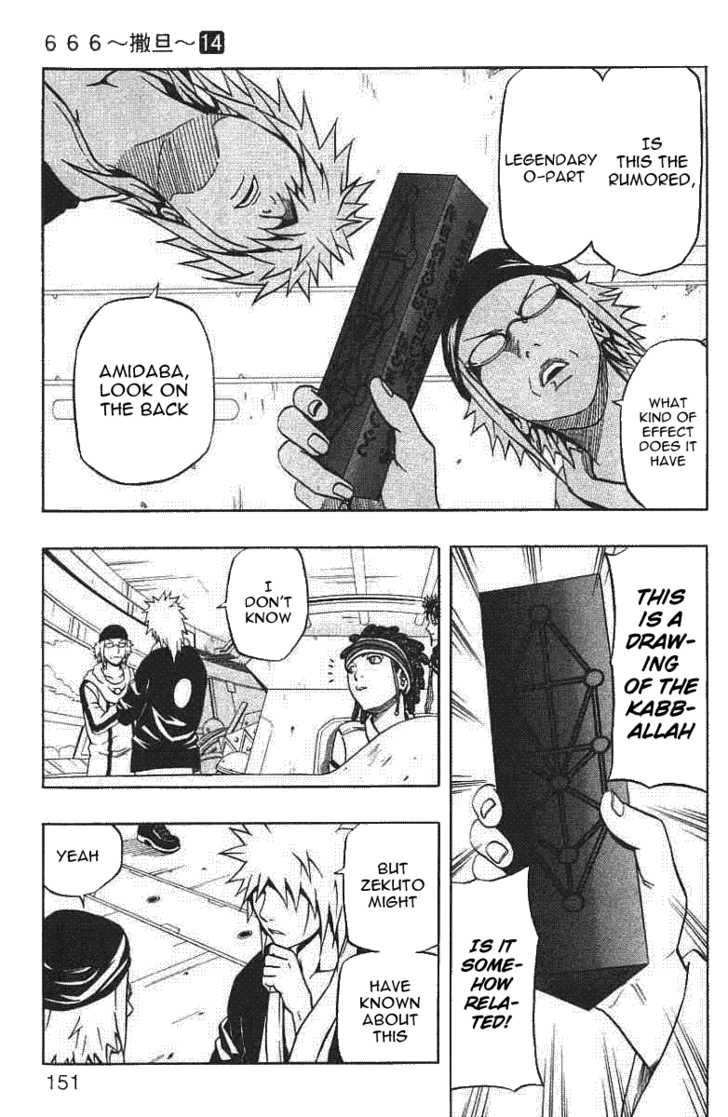 666～撒旦～14
IS
THIS THE
RUMORED,
LEGENDARY
O-PART
WHAT
KIND OF
EFFECT
DOES IT
HAVE
AMIDABA,
LOOK ON
THE BACK
THIS
IS A
DRAW-
ING
OF THE
KABB-
ALLAH
IS IT
SOME-
HOW
RELA-
TED!
I
DON'T
KNOW
BUT
ZEKUTO
MIGHT
HAVE
KNOWN
ABOUT
THIS
YEAH
151